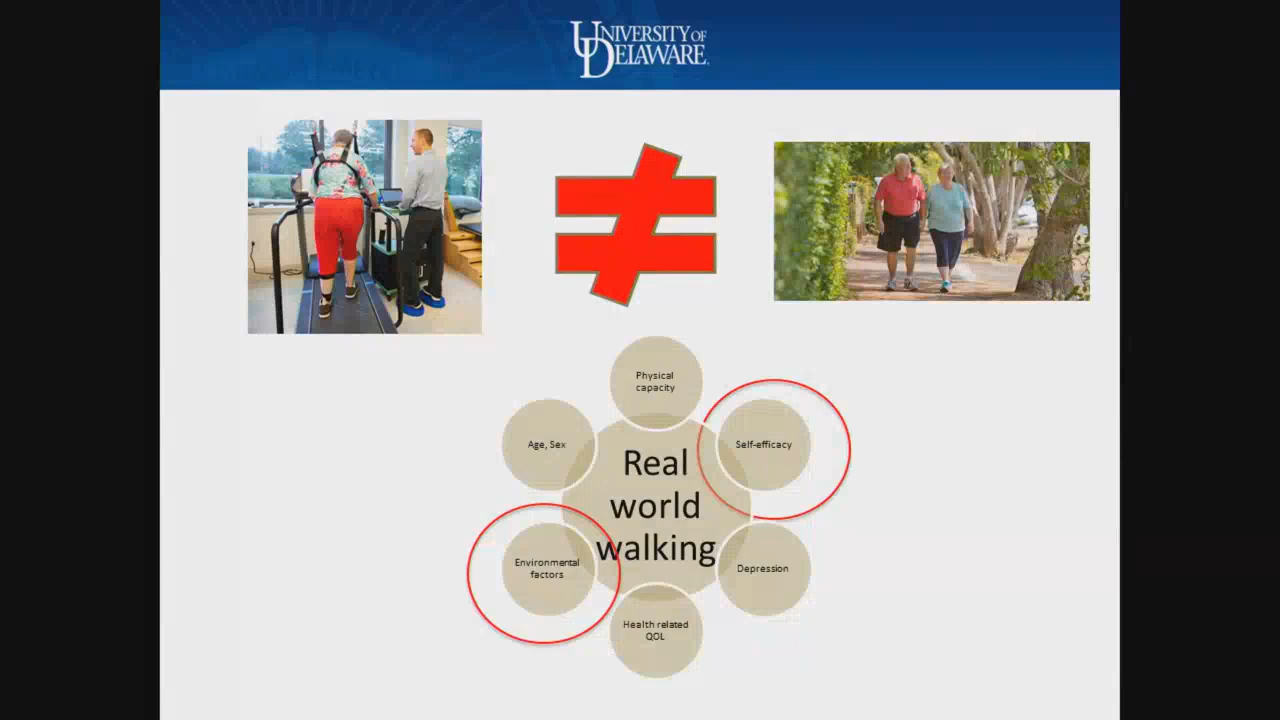 UNIVERSITY OF
DELAWARE
Physical
capacity
Age, Sex
Self-efficacy
Real
world
walking
Environmental
factors
Depression
Health related
QOL